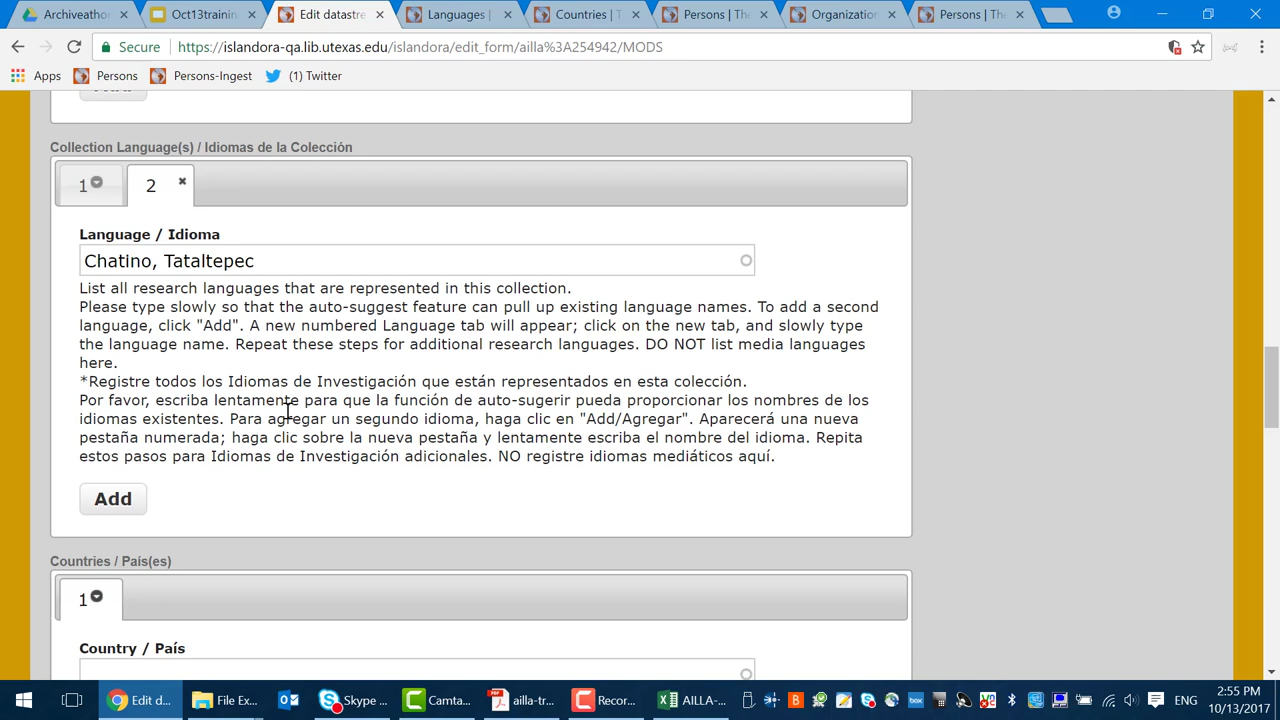 Archiveathon
Oct13training
Edit datastre
Languages |
Countries | T
Persons | The
Organization
Persons | The
Secure
https://islandora-qa.lib.utexas.edu/islandora/edit_form/ailla%3A254942/MODS
Apps Persons Persons-Ingest (1) Twitter
Collection Language(s) / Idiomas de la Colección
1 2
Language / Idioma
Chatino, Tataltepec
List all research languages that are represented in this collection.
Please type slowly so that the auto-suggest feature can pull up existing language names. To add a second
language, click "Add". A new numbered Language tab will appear; click on the new tab, and slowly type
the language name. Repeat these steps for additional research languages. DO NOT list media languages
here.
*Registre todos los Idiomas de Investigación que están representados en esta colección.
Por favor, escriba lentamente para que la función de auto-sugerir pueda proporcionar los nombres de los
idiomas existentes. Para agregar un segundo idioma, haga clic en "Add/Agregar". Aparecerá una nueva
pestaña numerada; haga clic sobre la nueva pestaña y lentamente escriba el nombre del idioma. Repita
estos pasos para Idiomas de Investigación adicionales. NO registre idiomas mediáticos aquí.
Add
Countries / País(es)
1
Country / País
Edit d...
File Ex...
Skype ...
Camta...
ailla-tr...
Recor...
AILLA-...
ENG
2:55 PM
10/13/2017